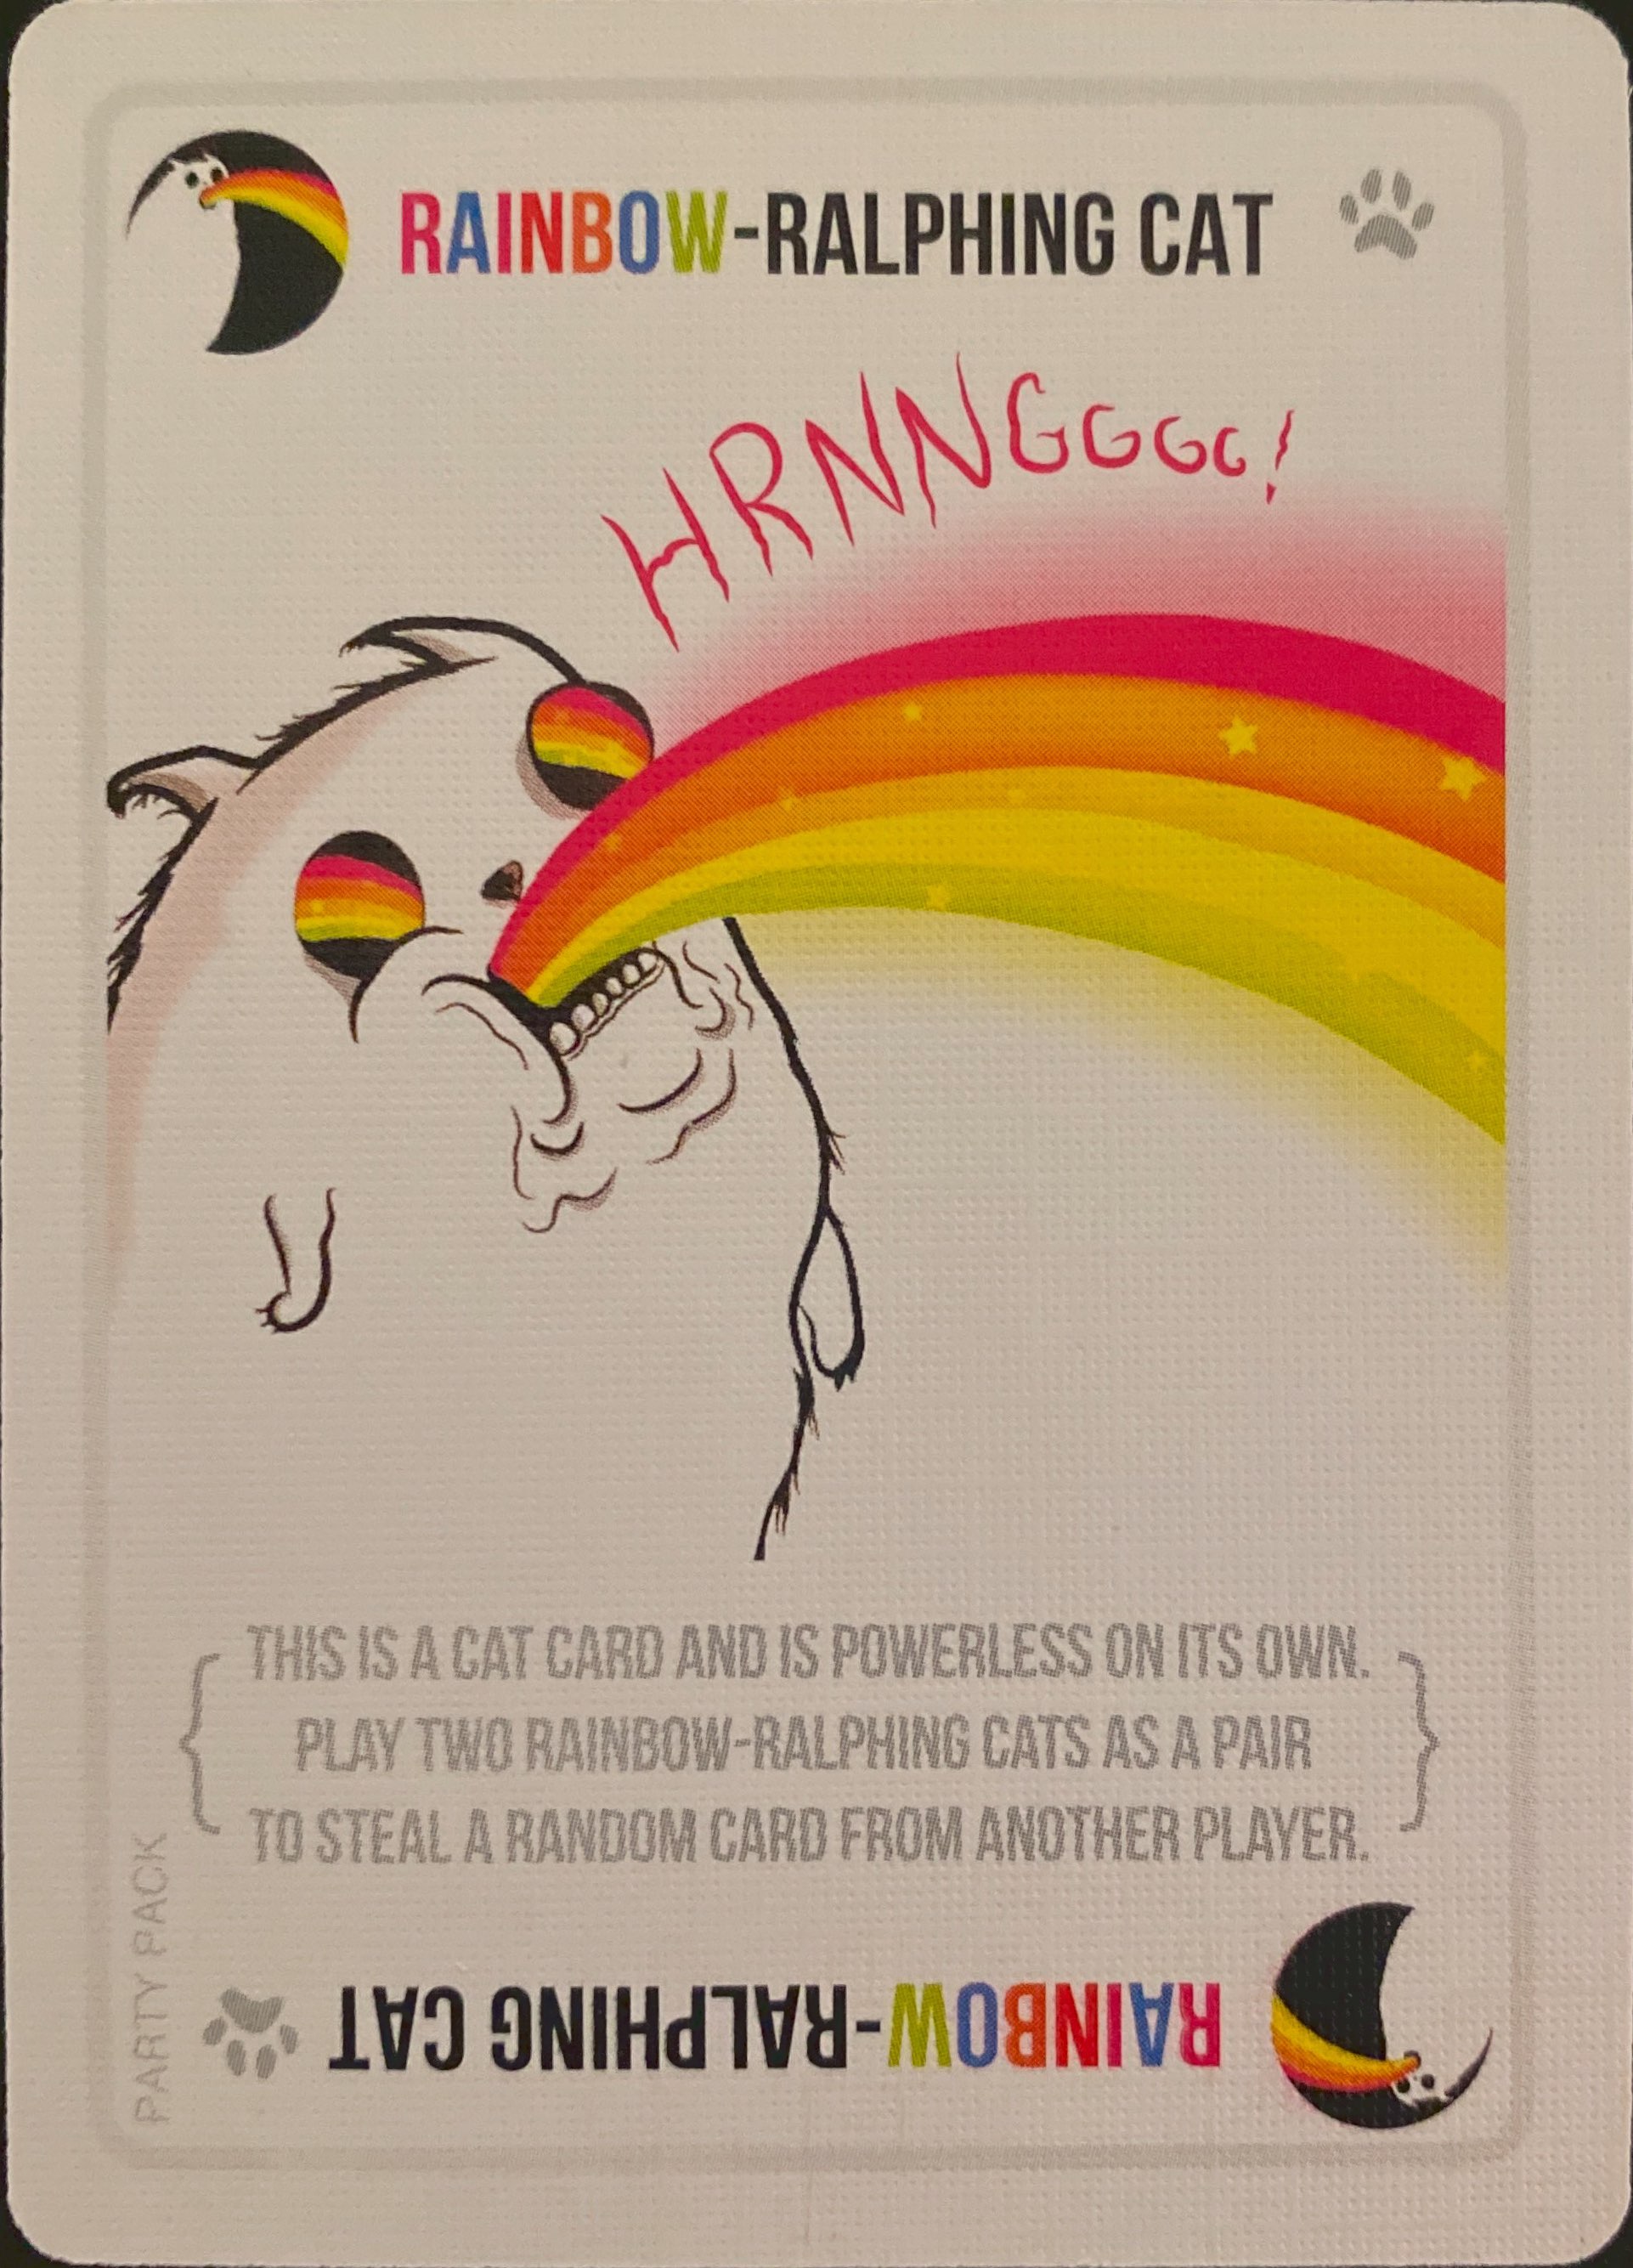 RAINBOW-RALPHING CAT
HRNNGGGG!
THIS IS A CAT CARD AND IS POWERLESS ON ITS OWN.
PLAY TWO RAINBOW-RALPHING CATS AS A PAIR
TO STEAL A RANDOM CARD FROM ANOTHER PLAYER.
PARTY PACK
RAINBOW-RALPHING CAT